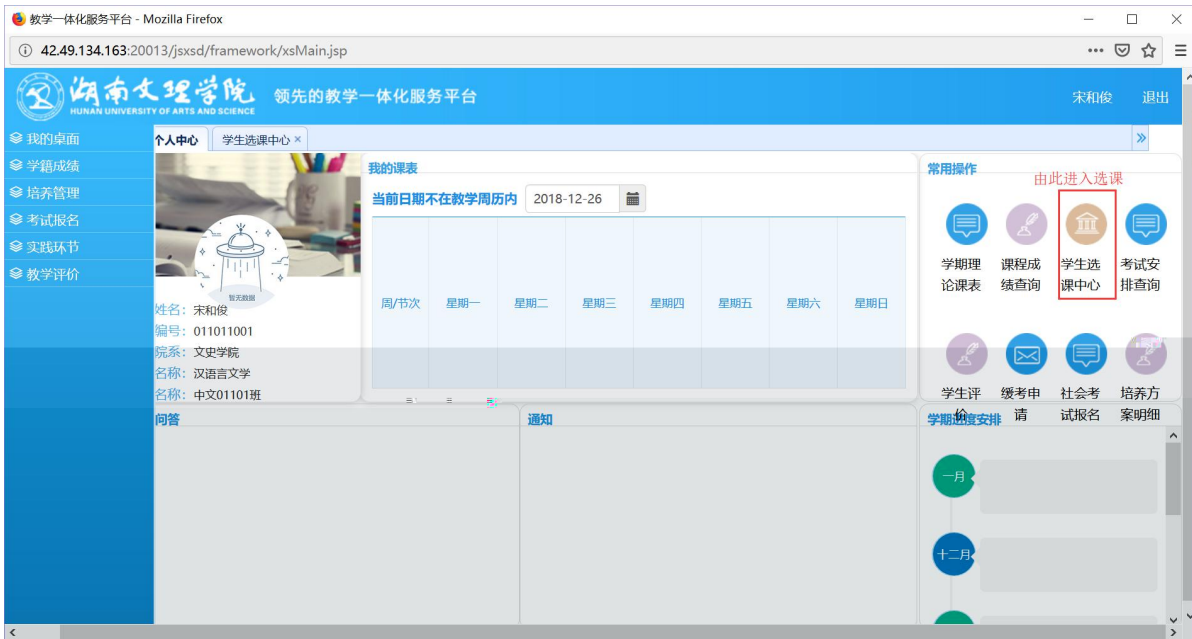 教学一体化服务平台 - Mozilla Firefox
42.49.134.163:20013/jsxsd/framework/xsMain.jsp
湖南文理学院
HUNAN UNIVERSITY OF ARTS AND SCIENCE
领先的教学一体化服务平台
宋和俊 退出
我的桌面
学籍成绩
培养管理
考试报名
实践环节
教学评价
个人中心 学生选课中心 ×
暂无数据
姓名：宋和俊
编号：011011001
院系：文史学院
名称：汉语言文学
名称：中文01101班
我的课表
当前日期不在教学周历内 2018-12-26
周/节次 星期一 星期二 星期三 星期四 星期五 星期六 星期日
常用操作
由此进入选课
学期理论课表
课程成绩查询
学生选课中心
考试安排查询
学生评价
缓考申请
社会考试报名
培养方案明细
问答
通知
学期进度安排
一月
十二月